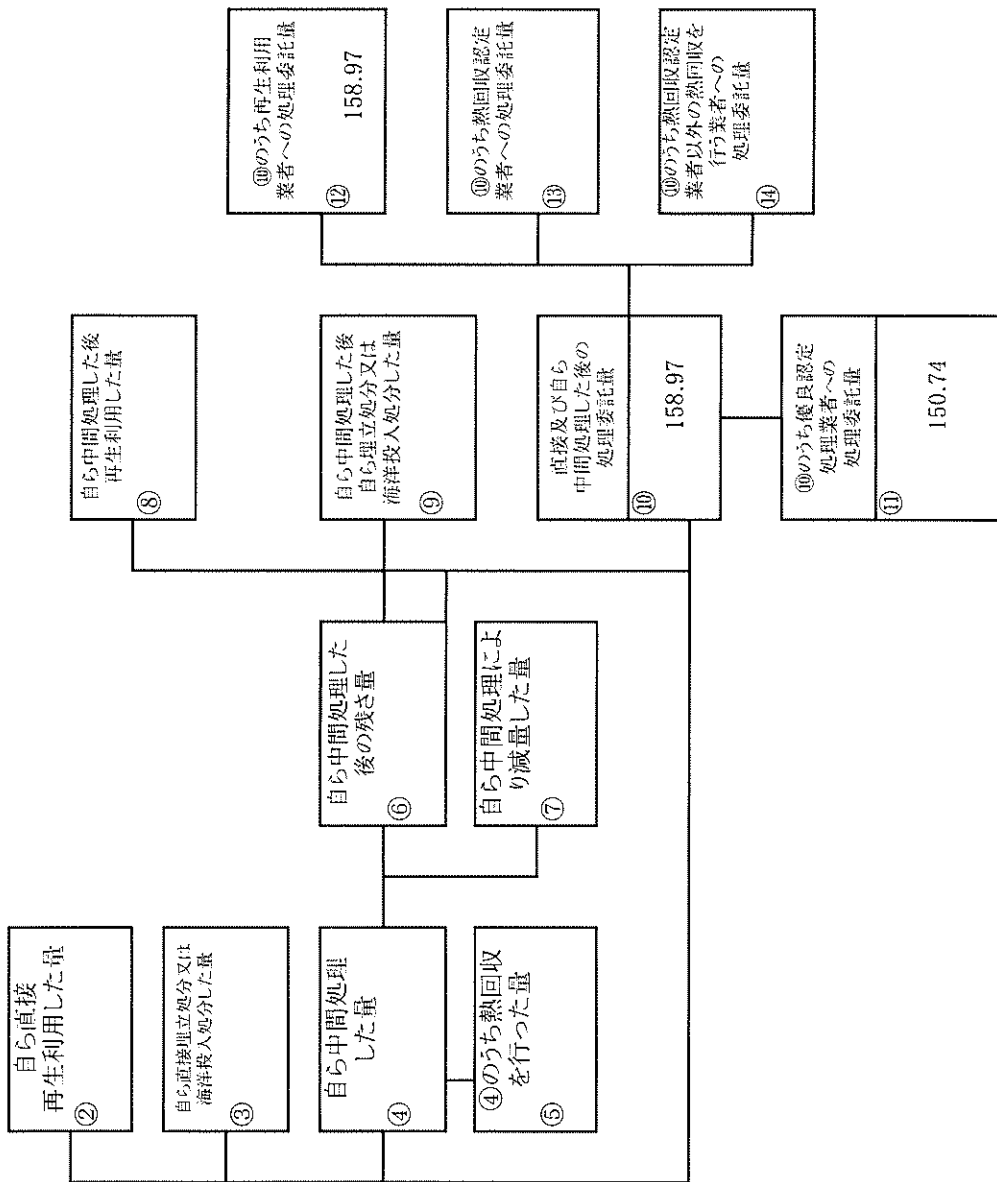 自ら直接
再生利用した量
②
自ら直接埋立処分又は
海洋投入処分した量
③
自ら中間処理
した量
④
④のうち熱回収
を行った量
⑤
自ら中間処理した
後の残さ量
⑥
自ら中間処理によ
り減量した量
⑦
自ら中間処理した後
再生利用した量
⑧
自ら中間処理した後
自ら埋立処分又は
海洋投入処分した量
⑨
直接及び自ら
中間処理した後の
処理委託量
⑩
158.97
⑩のうち優良認定
処理業者への
処理委託量
⑪
150.74
⑩のうち再生利用
業者への処理委託量
⑫
158.97
⑩のうち熱回収認定
業者への処理委託量
⑬
⑩のうち熱回収認定
業者以外の熱回収を
行う業者への
処理委託量
⑭